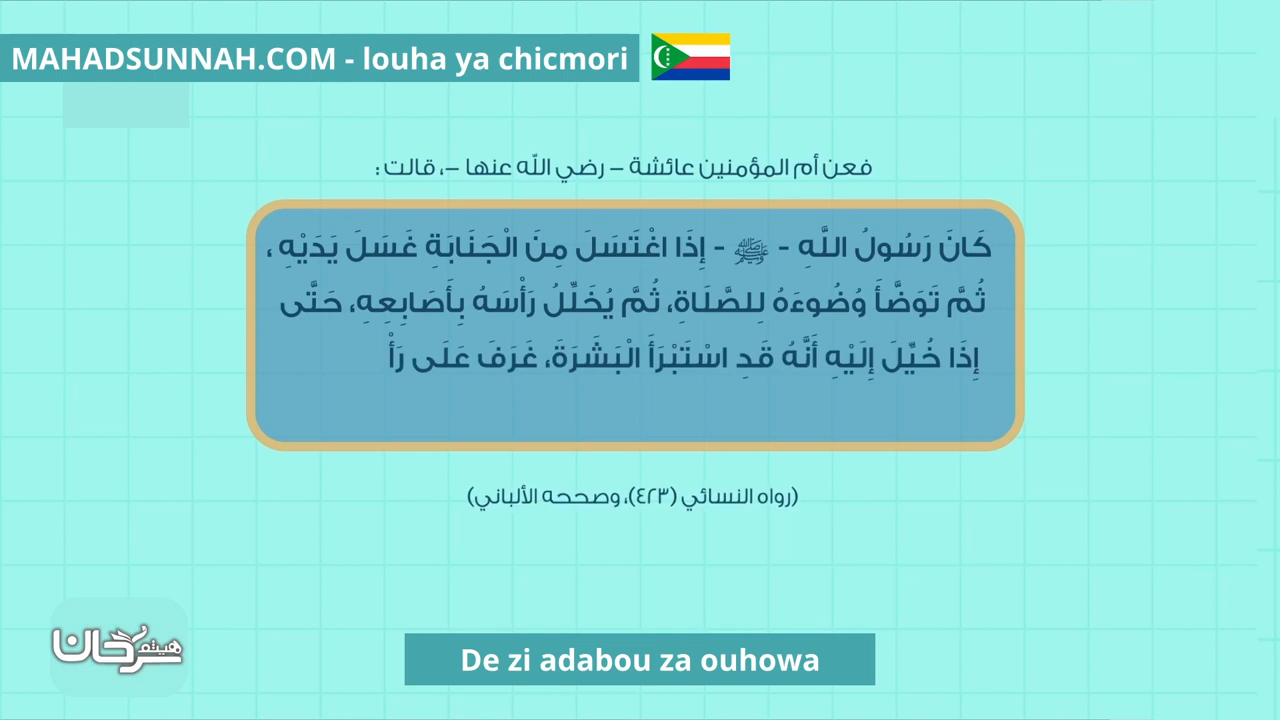 MAHADSUNNAH.COM - louha ya chicmori
فعن أم المؤمنين عائشة – رضي الله عنها –، قالت :
كَانَ رَسُولُ اللَّهِ - ﷺ - إِذَا اغْتَسَلَ مِنَ الْجَنَابَةِ غَسَلَ يَدَيْهِ ،
ثُمَّ تَوَضَّأَ وُضُوءَهُ لِلصَّلَاةِ، ثُمَّ يُخَلِّلُ رَأْسَهُ بِأَصَابِعِهِ، حَتَّى
إِذَا خُيِّلَ إِلَيْهِ أَنَّهُ قَدِ اسْتَبْرَأَ الْبَشَرَةَ، غَرَفَ عَلَى رَأْ
(رواه النسائي (٤٢٣)، وصححه الألباني)
هيثم سرحان
De zi adabou za ouhowa